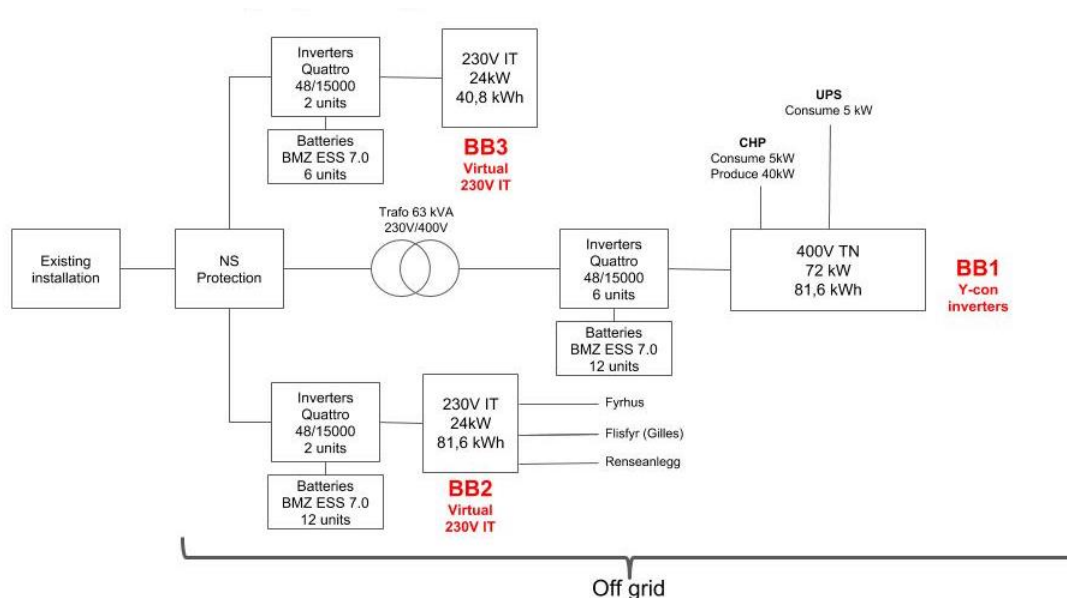 Inverters
Quattro
48/15000
2 units
Batteries
BMZ ESS 7.0
6 units
230V IT
24kW
40,8 kWh
BB3
Virtual
230V IT
UPS
Consume 5 kW
CHP
Consume 5kW
Produce 40kW
Existing
installation
NS
Protection
Trafo 63 kVA
230V/400V
Inverters
Quattro
48/15000
6 units
Batteries
BMZ ESS 7.0
12 units
400V TN
72 kW
81,6 kWh
BB1
Y-con
inverters
Inverters
Quattro
48/15000
2 units
Batteries
BMZ ESS 7.0
12 units
230V IT
24kW
81,6 kWh
BB2
Virtual
230V IT
Fyrhus
Flisfyr (Gilles)
Renseanlegg
Off grid